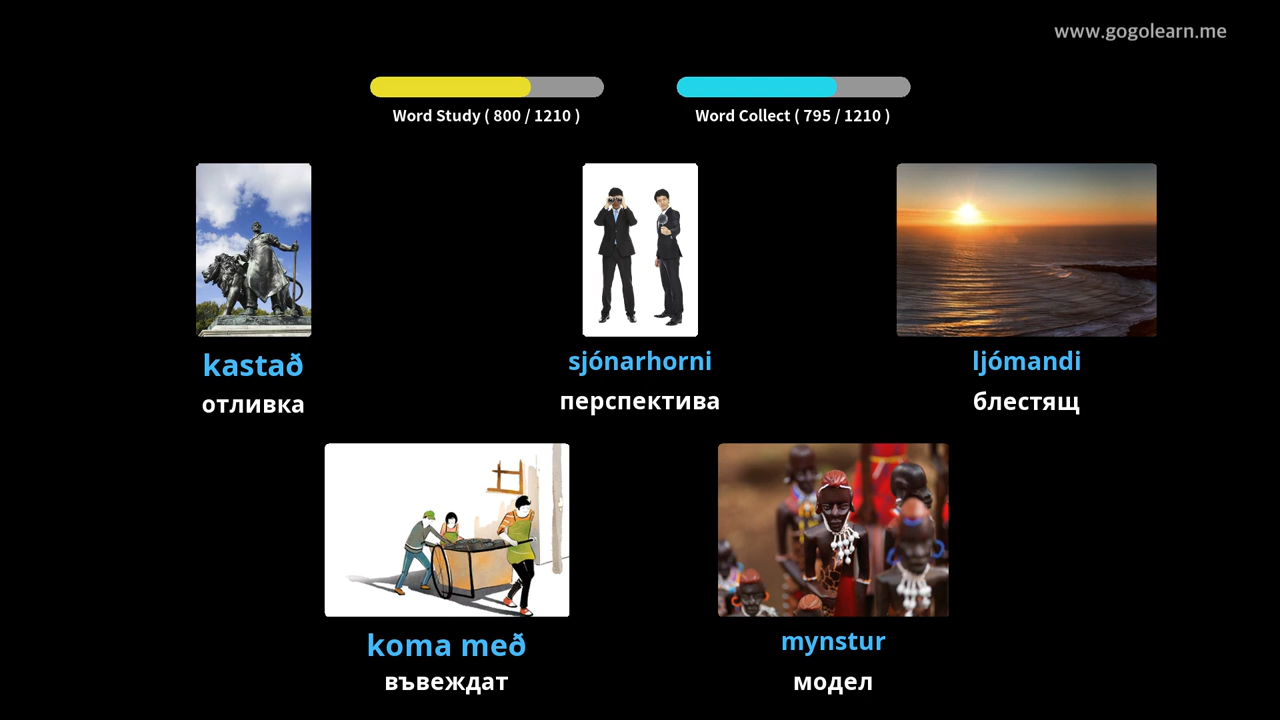 www.gogolearn.me
Word Study ( 800 / 1210 )
Word Collect ( 795 / 1210 )
kastað
sjónarhorni
ljómandi
отливка
перспектива
блестящ
koma með
mynstur
въвеждат
модел